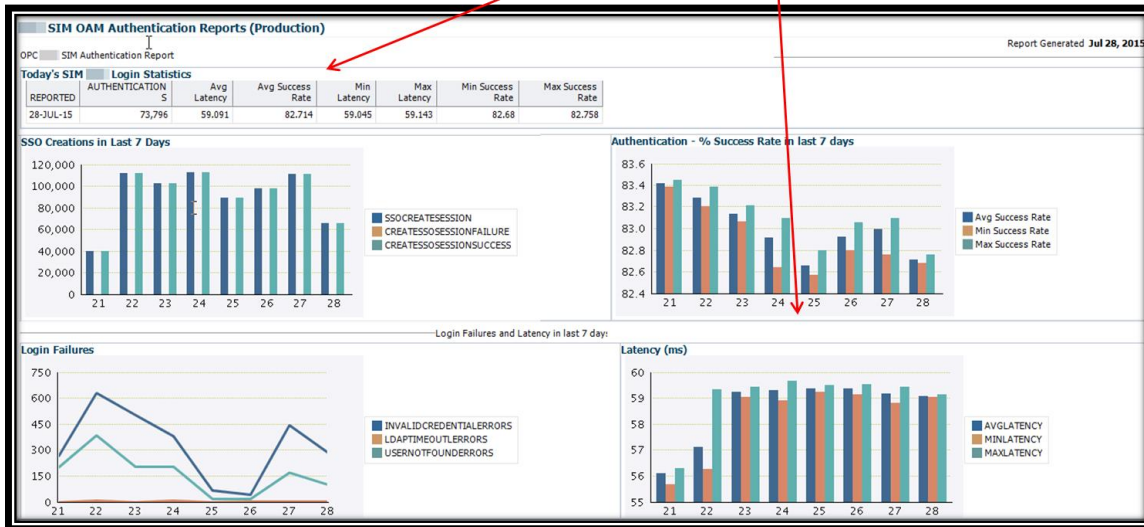 SIM OAM Authentication Reports (Production)
Report Generated Jul 28, 2015
OPC SIM Authentication Report
Today's SIM Login Statistics
REPORTED AUTHENTICATIONS Avg Latency Avg Success Rate Min Latency Max Latency Min Success Rate Max Success Rate
28-JUL-15 73,796 59.091 82.714 59.045 59.143 82.68 82.758
SSO Creations in Last 7 Days
120,000
100,000
80,000
60,000
40,000
20,000
0
21 22 23 24 25 26 27 28
SSOCREATESESSION
CREATESSOSESSIONFAILURE
CREATESSOSESSIONSUCCESS
Authentication - % Success Rate in last 7 days
83.6
83.4
83.2
83.0
82.8
82.6
82.4
21 22 23 24 25 26 27 28
Avg Success Rate
Min Success Rate
Max Success Rate
Login Failures and Latency in last 7 days
Login Failures
750
600
450
300
150
0
21 22 23 24 25 26 27 28
INVALIDCREDENTIALERRORS
LDAPTIMEOUTLERRORS
USERNOTFOUNDERRORS
Latency (ms)
60
59
58
57
56
55
21 22 23 24 25 26 27 28
AVGLATENCY
MINLATENCY
MAXLATENCY